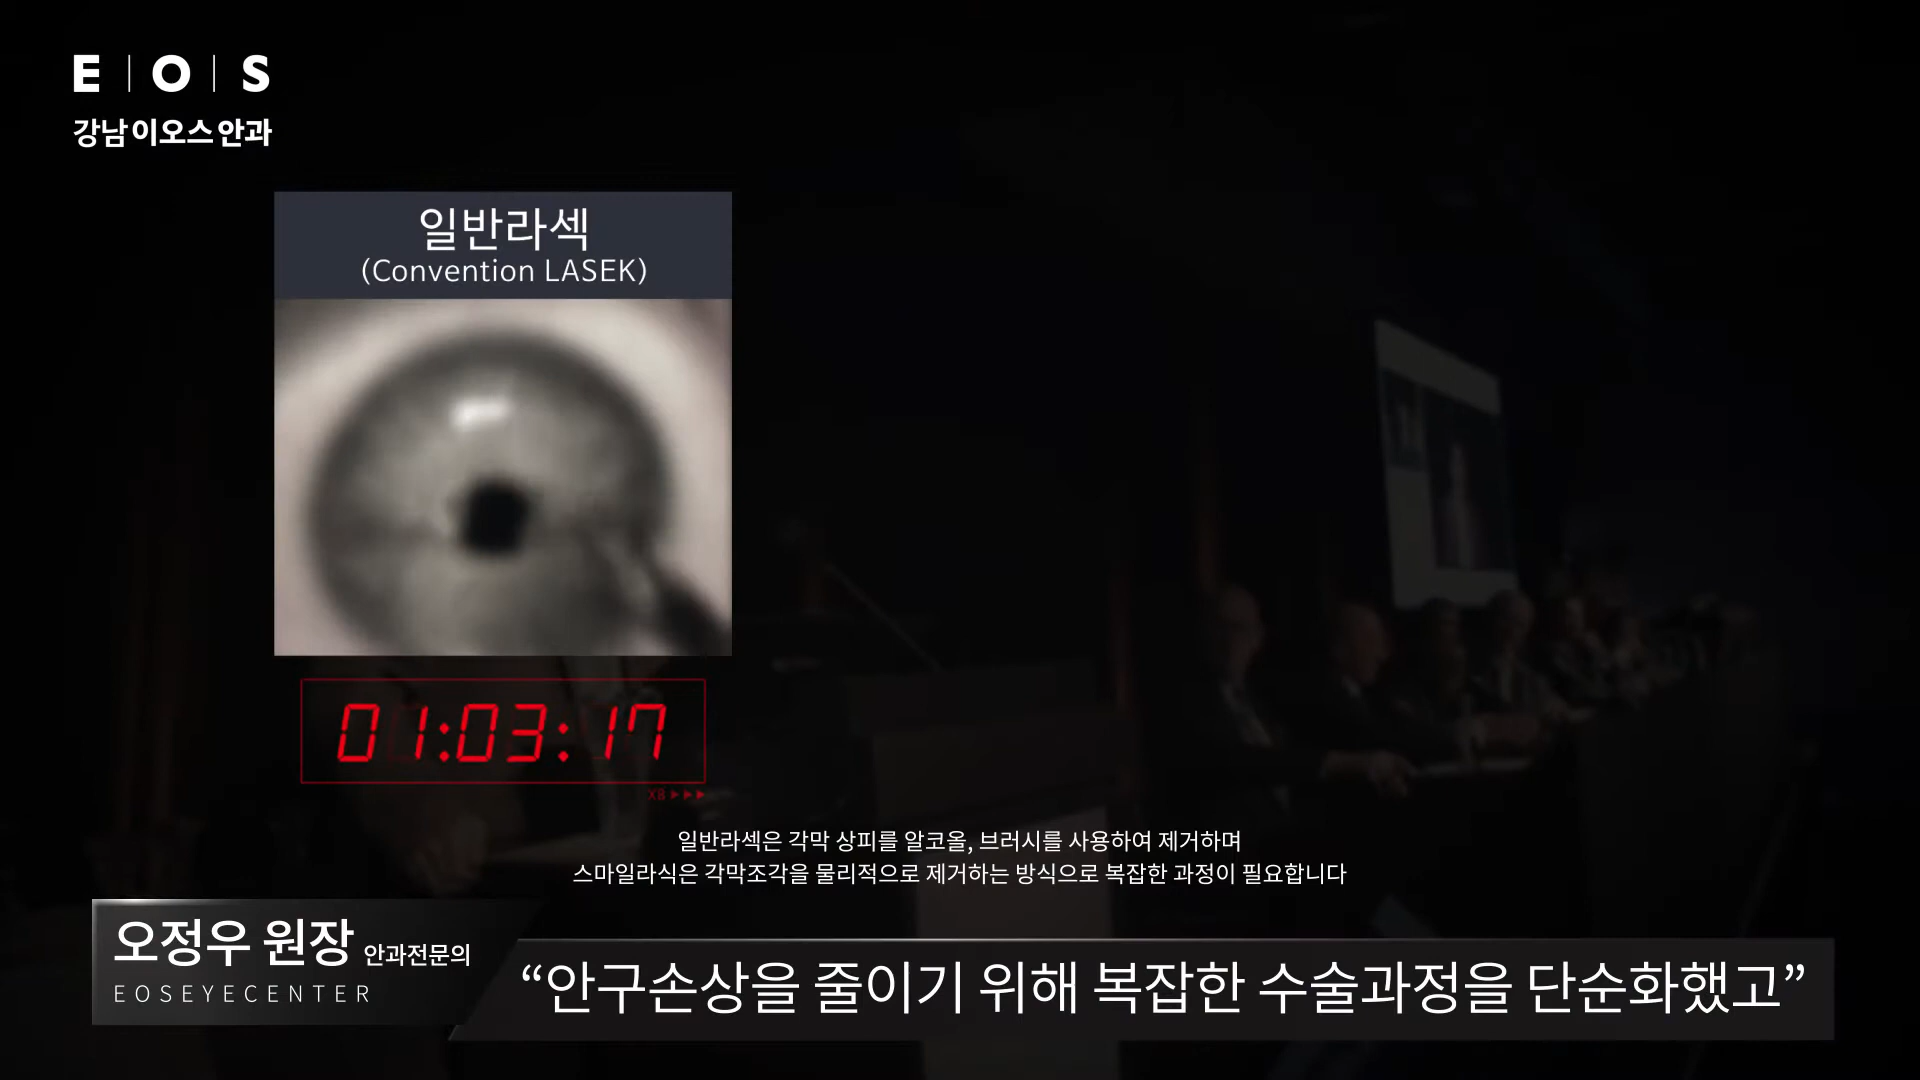 E | O | S
강남이오스안과
일반라섹
(Convention LASEK)
01:03:17
X8 ▶▶▶
일반라섹은 각막 상피를 알코올, 브러시를 사용하여 제거하며
스마일라식은 각막조각을 물리적으로 제거하는 방식으로 복잡한 과정이 필요합니다
오정우 원장 안과전문의
EOSEYECENTER
“안구손상을 줄이기 위해 복잡한 수술과정을 단순화했고”